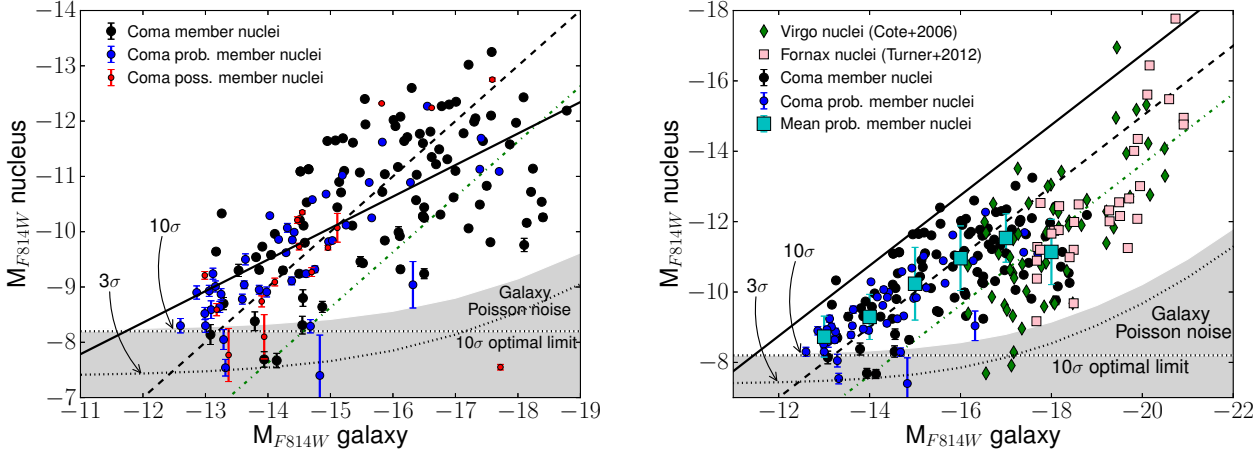 −14
−13
−12
−11
−10
−9
−8
−7
M_F814W nucleus
Coma member nuclei
Coma prob. member nuclei
Coma poss. member nuclei
10σ
3σ
Galaxy
Poisson noise
10σ optimal limit
−11 −12 −13 −14 −15 −16 −17 −18 −19
M_F814W galaxy
−18
−16
−14
−12
−10
−8
M_F814W nucleus
Virgo nuclei (Cote+2006)
Fornax nuclei (Turner+2012)
Coma member nuclei
Coma prob. member nuclei
Mean prob. member nuclei
10σ
3σ
Galaxy
Poisson noise
10σ optimal limit
−12 −14 −16 −18 −20 −22
M_F814W galaxy